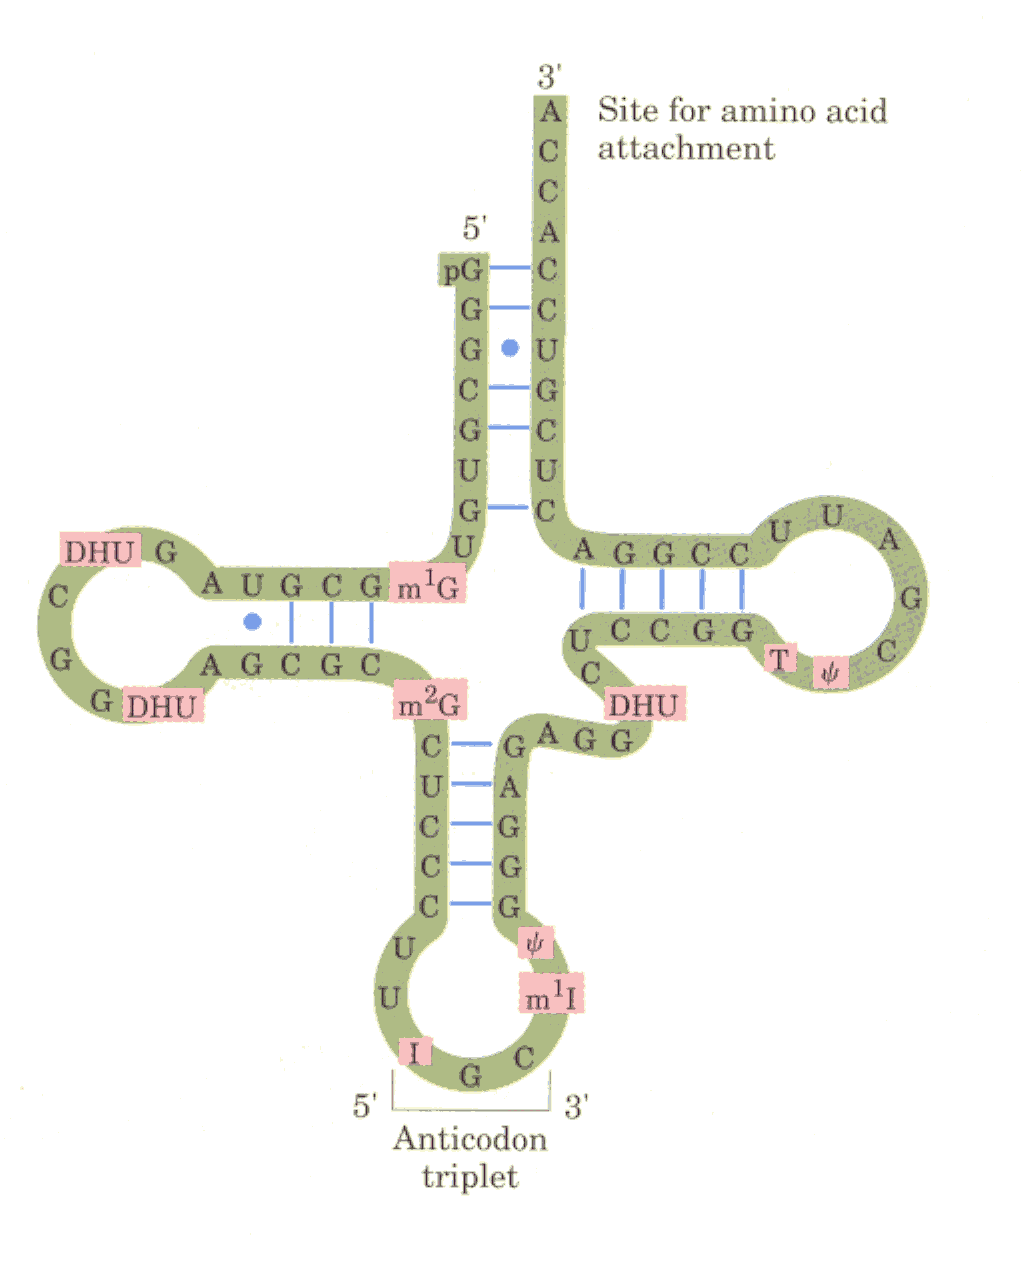 3'
A
Site for amino acid
attachment
C
C
A
5'
pG C
G C
G U
C G
G C
U U
G C
U
A G G C C U U A G C ψ T
G G C C U
C
DHU
G G A G
m¹G
G C G U A G DHU C G G DHU A G C G C
m²G
C G
U A
C G
C G
C G
U ψ
U m¹I
I G C
5' 3'
Anticodon
triplet